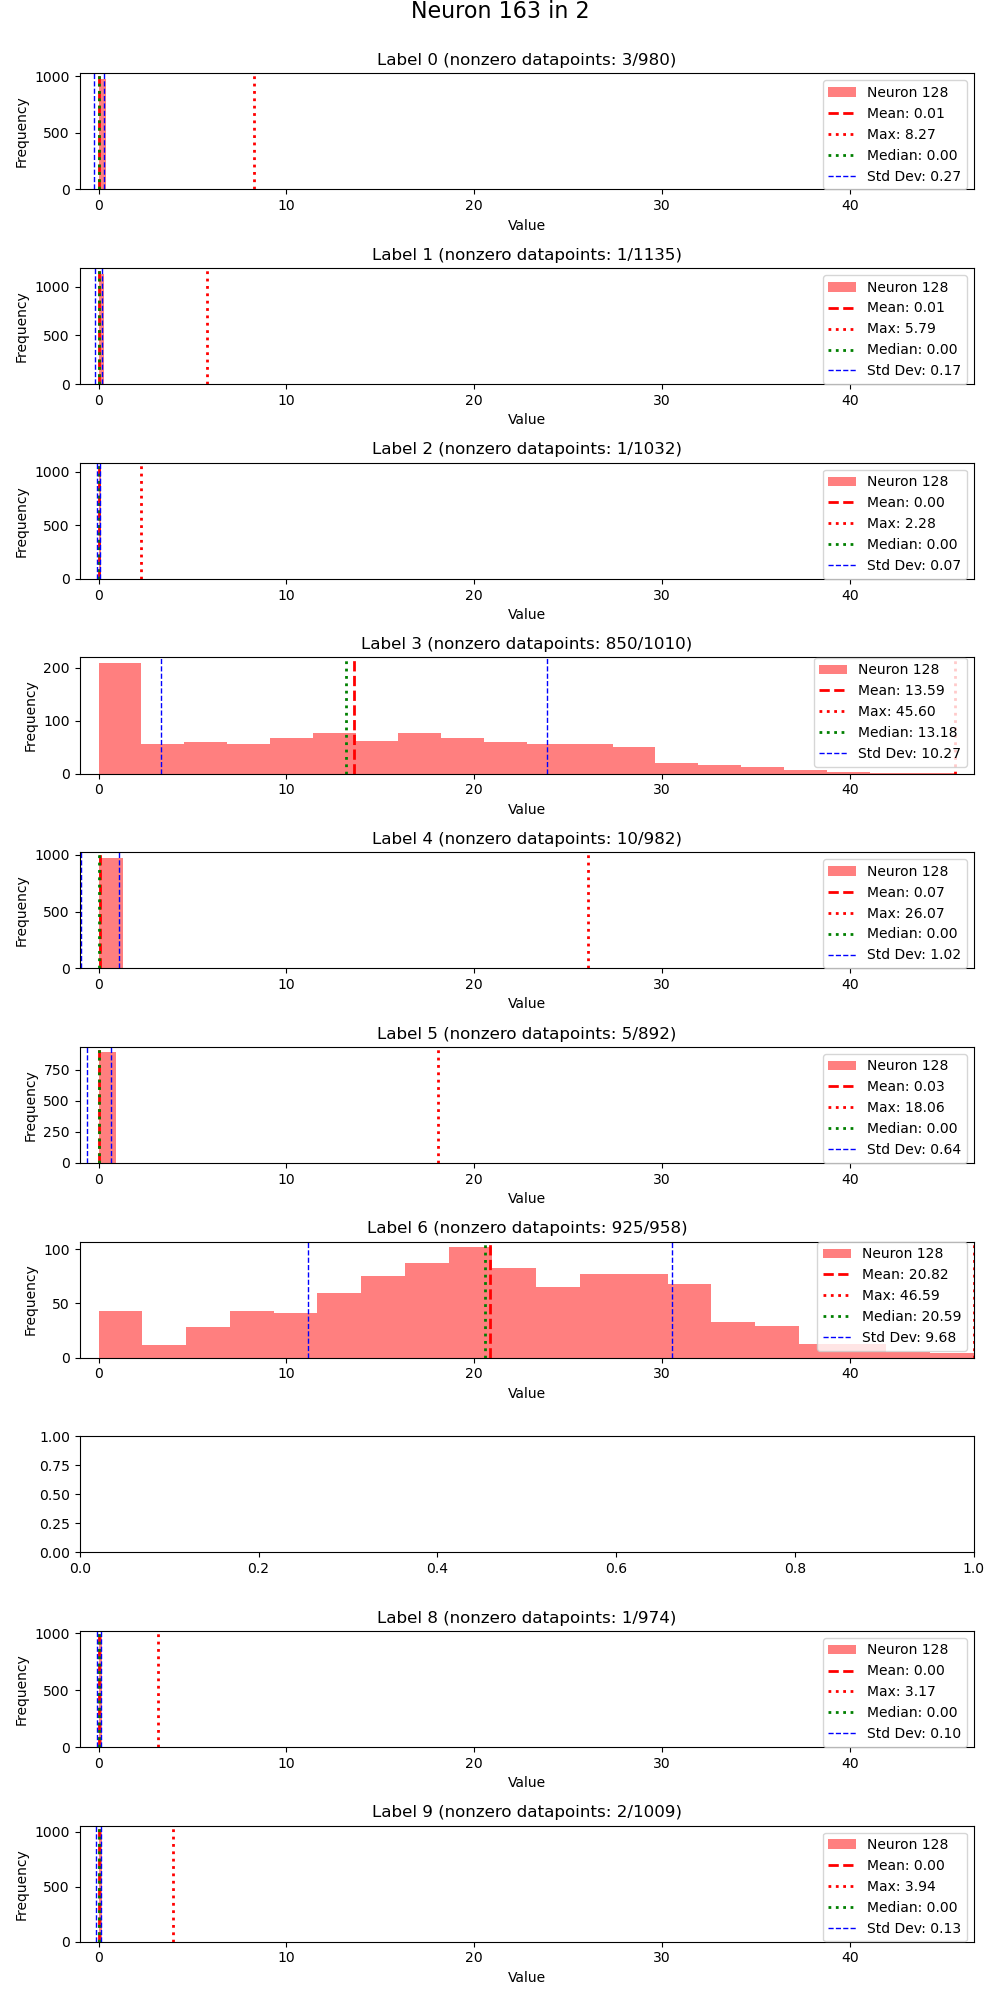 Neuron 163 in 2
Label 0 (nonzero datapoints: 3/980)
1000
500
0
Frequency
Neuron 128
Mean: 0.01
Max: 8.27
Median: 0.00
Std Dev: 0.27
0 10 20 30 40
Value
Label 1 (nonzero datapoints: 1/1135)
1000
500
0
Frequency
Neuron 128
Mean: 0.01
Max: 5.79
Median: 0.00
Std Dev: 0.17
0 10 20 30 40
Value
Label 2 (nonzero datapoints: 1/1032)
1000
500
0
Frequency
Neuron 128
Mean: 0.00
Max: 2.28
Median: 0.00
Std Dev: 0.07
0 10 20 30 40
Value
Label 3 (nonzero datapoints: 850/1010)
200
100
0
Frequency
Neuron 128
Mean: 13.59
Max: 45.60
Median: 13.18
Std Dev: 10.27
0 10 20 30 40
Value
Label 4 (nonzero datapoints: 10/982)
1000
500
0
Frequency
Neuron 128
Mean: 0.07
Max: 26.07
Median: 0.00
Std Dev: 1.02
0 10 20 30 40
Value
Label 5 (nonzero datapoints: 5/892)
750
500
250
0
Frequency
Neuron 128
Mean: 0.03
Max: 18.06
Median: 0.00
Std Dev: 0.64
0 10 20 30 40
Value
Label 6 (nonzero datapoints: 925/958)
100
50
0
Frequency
Neuron 128
Mean: 20.82
Max: 46.59
Median: 20.59
Std Dev: 9.68
0 10 20 30 40
Value
1.00
0.75
0.50
0.25
0.00
0.0 0.2 0.4 0.6 0.8 1.0
Label 8 (nonzero datapoints: 1/974)
1000
500
0
Frequency
Neuron 128
Mean: 0.00
Max: 3.17
Median: 0.00
Std Dev: 0.10
0 10 20 30 40
Value
Label 9 (nonzero datapoints: 2/1009)
1000
500
0
Frequency
Neuron 128
Mean: 0.00
Max: 3.94
Median: 0.00
Std Dev: 0.13
0 10 20 30 40
Value